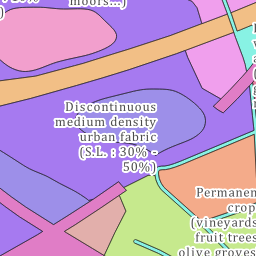 moors...)
)
Discontinuous
medium density
urban fabric
(S.L. : 30% -
50%)
Permanen
crop
(vineyards
fruit trees
olive groves